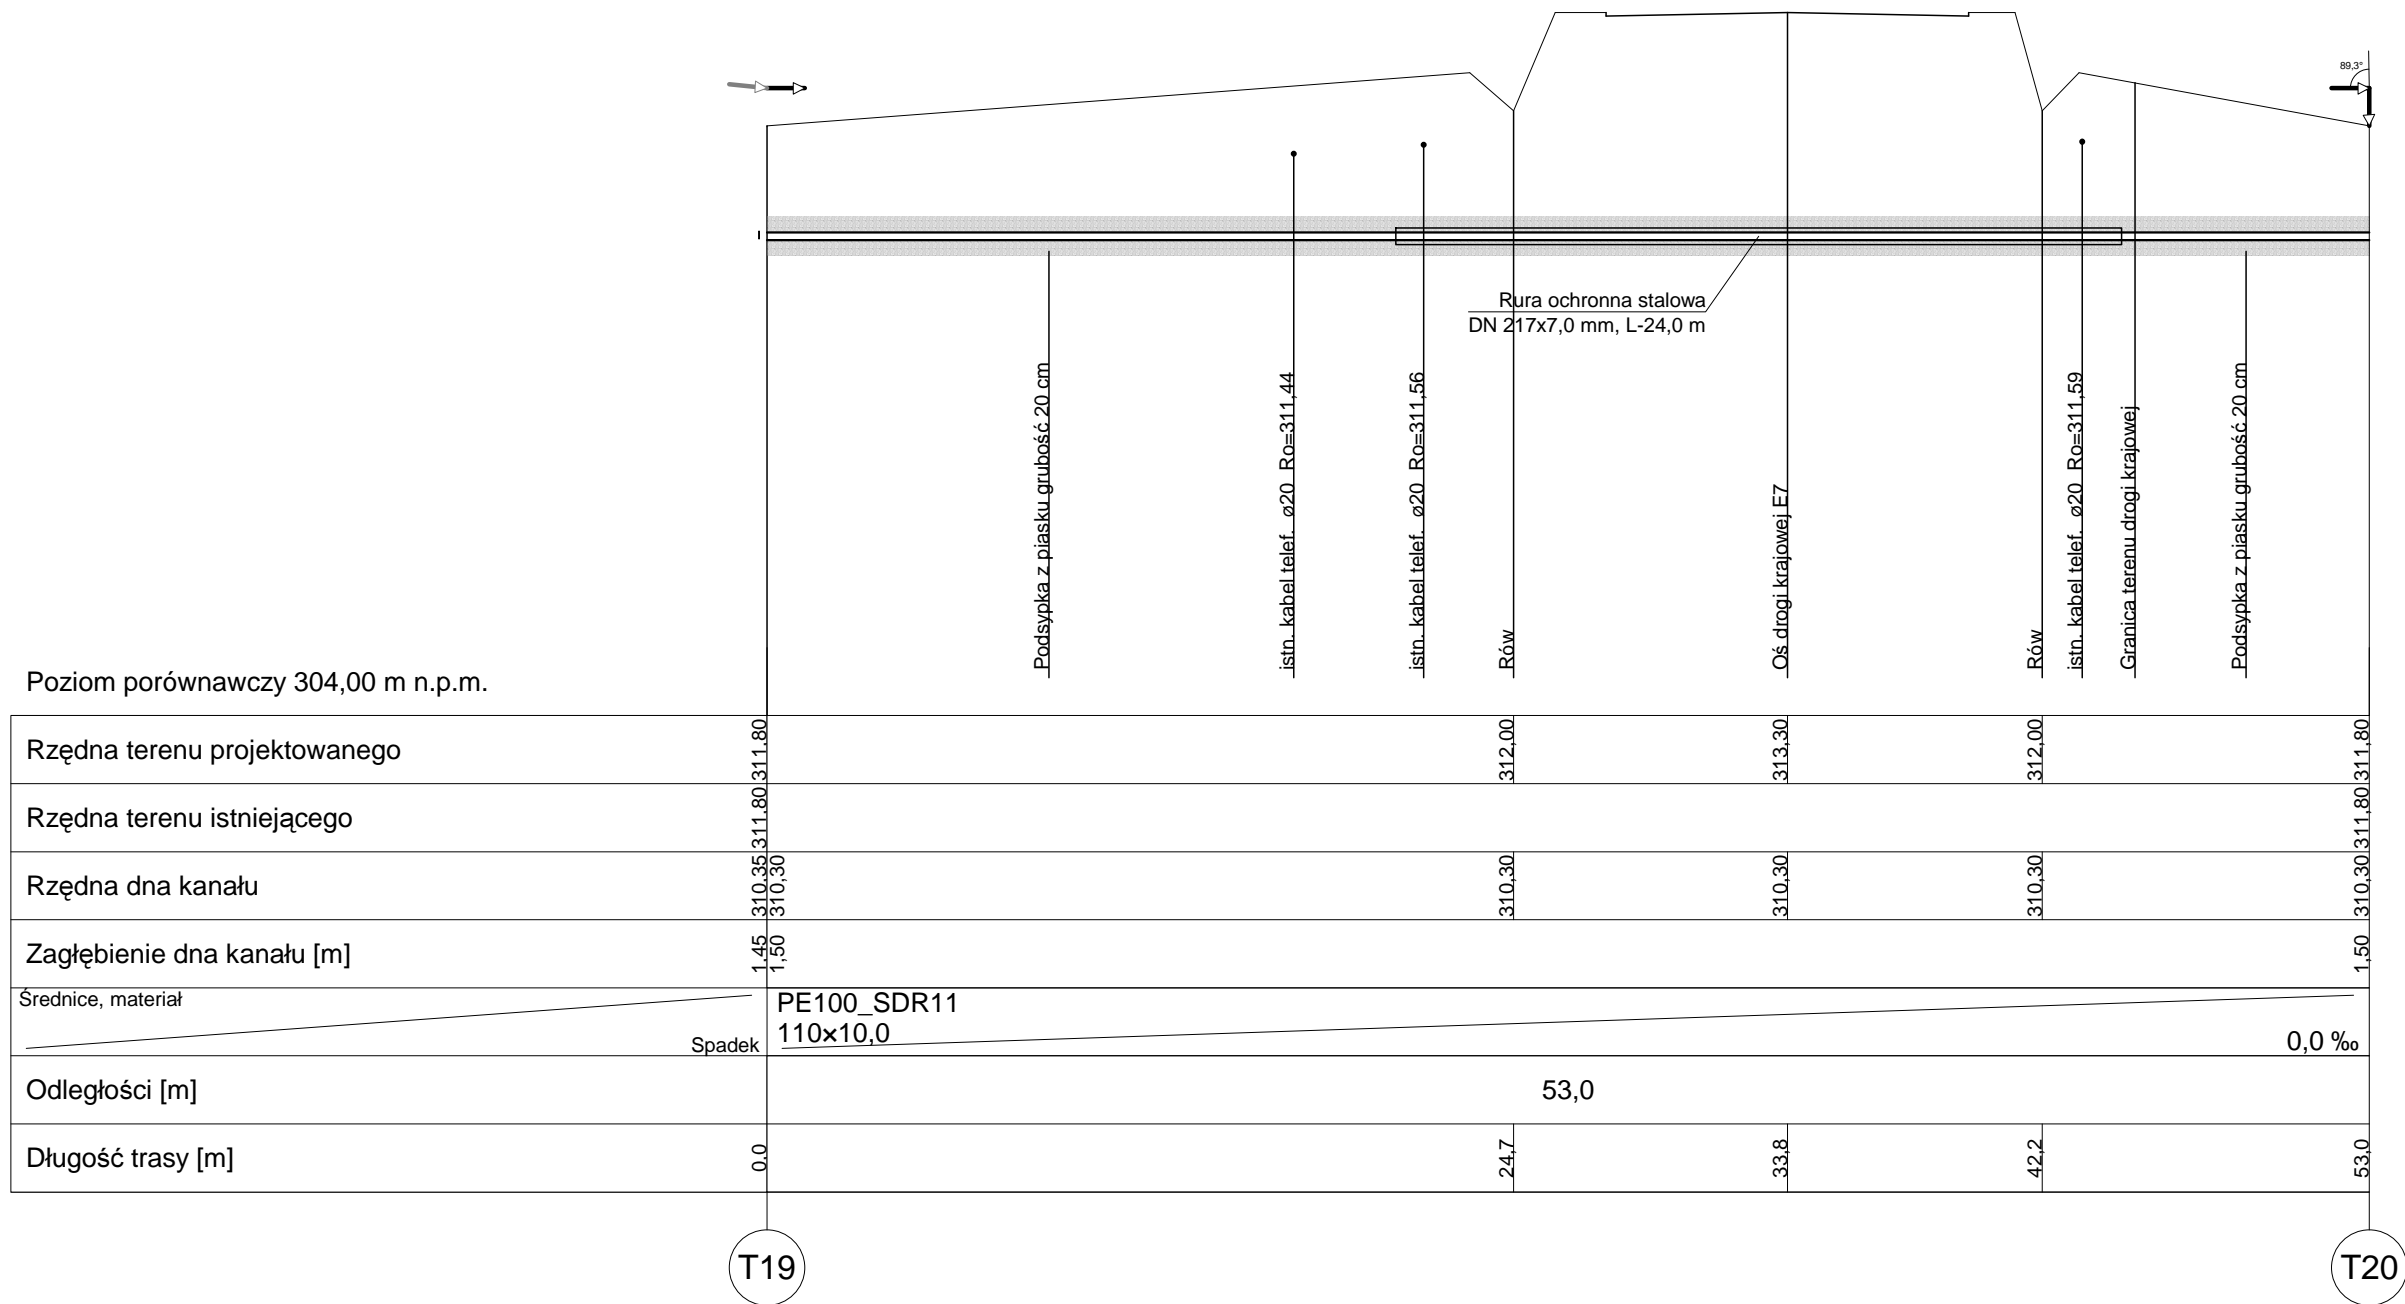 89,3°
Rura ochronna stalowa
DN 217x7,0 mm, L-24,0 m
Podsypka z piasku grubość 20 cm
istn. kabel telef. ø20 Ro=311,44
istn. kabel telef. ø20 Ro=311,56
Rów
Oś drogi krajowej E7
Rów
istn. kabel telef. ø20 Ro=311,59
Granica terenu drogi krajowej
Podsypka z piasku grubość 20 cm
Poziom porównawczy 304,00 m n.p.m.
Rzędna terenu projektowanego 311.80 312,00 313,30 312,00 311,80
Rzędna terenu istniejącego 311.80 311,80
Rzędna dna kanału 310.35 310,30 310,30 310,30 310,30 310,30
Zagłębienie dna kanału [m] 1.45 1,50 1,50
Średnice, materiał
Spadek
PE100_SDR11
110×10,0
0,0 ‰
Odległości [m] 53,0
Długość trasy [m] 0.0 24,7 33,8 42,2 53,0
T19 T20